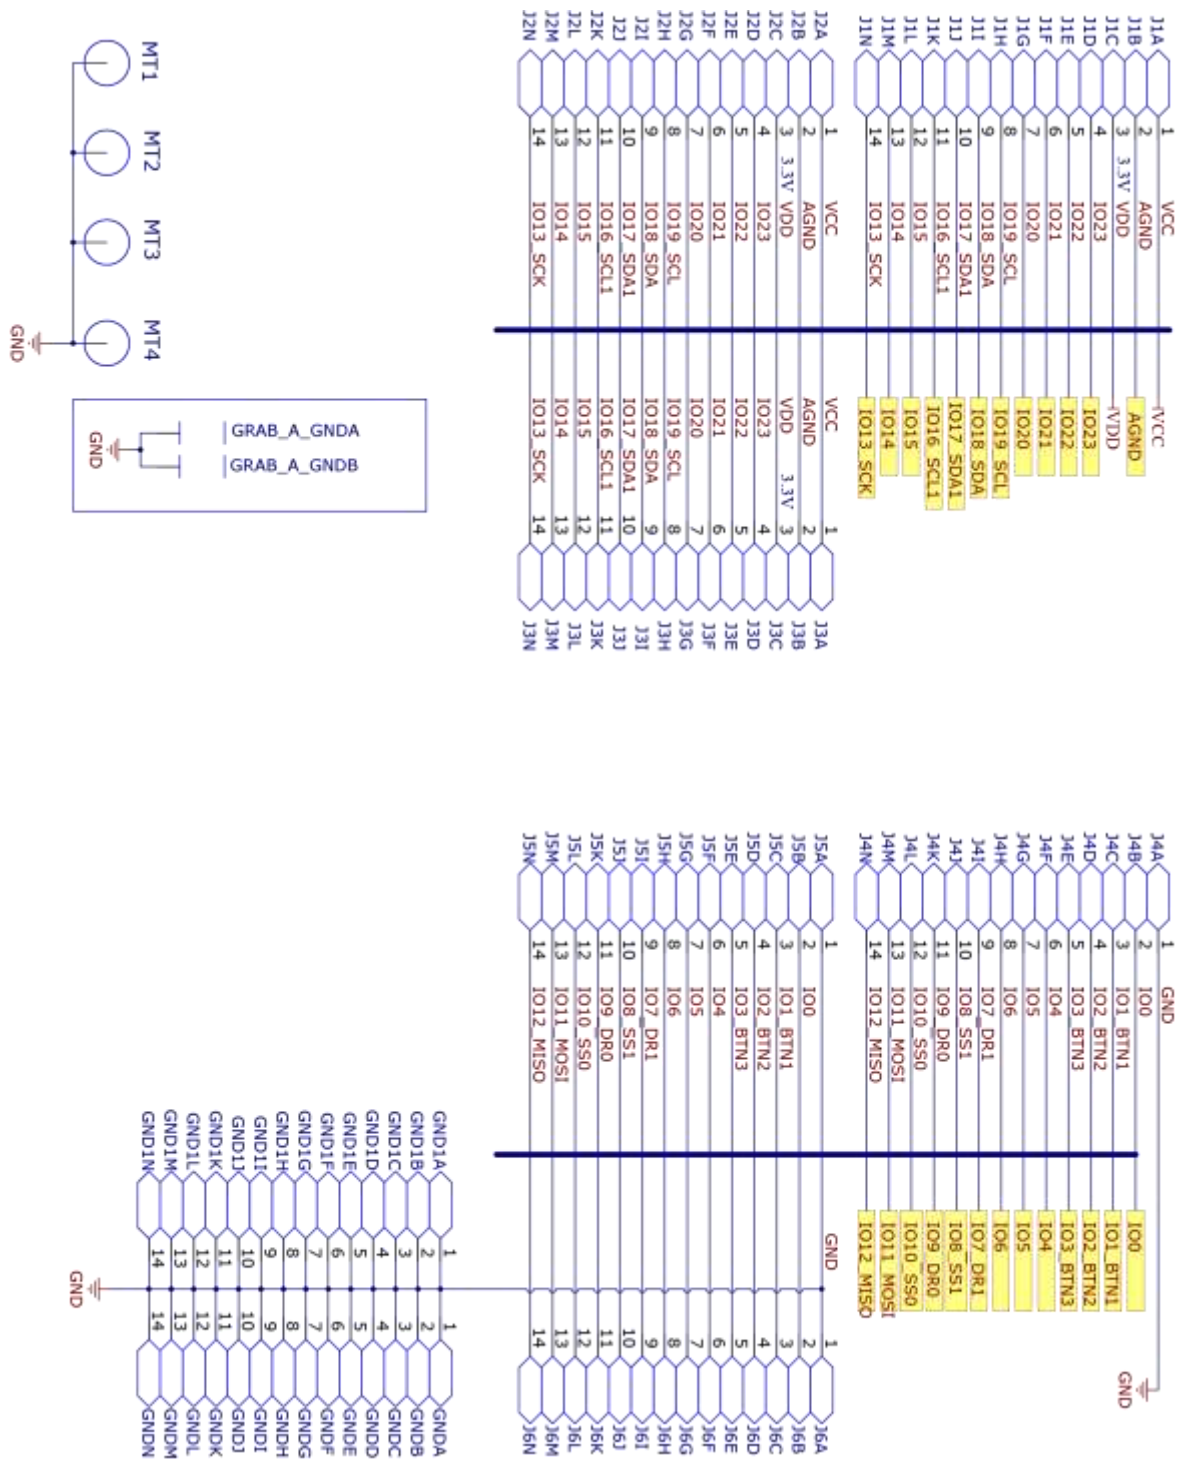 J1A
J1B
J1C
J1D
J1E
J1F
J1G
J1H
J1I
J1J
J1K
J1L
J1M
J1N
1
2
3
4
5
6
7
8
9
10
11
12
13
14
VCC
AGND
3.3V VDD
IO23
IO22
IO21
IO20
IO19_SCL
IO18_SDA
IO17_SDA1
IO16_SCL1
IO15
IO14
IO13_SCK
VCC
AGND
VDD
IO23
IO22
IO21
IO20
IO19_SCL
IO18_SDA
IO17_SDA1
IO16_SCL1
IO15
IO14
IO13_SCK
J2A
J2B
J2C
J2D
J2E
J2F
J2G
J2H
J2I
J2J
J2K
J2L
J2M
J2N
1
2
3
4
5
6
7
8
9
10
11
12
13
14
VCC
AGND
3.3V VDD
IO23
IO22
IO21
IO20
IO19_SCL
IO18_SDA
IO17_SDA1
IO16_SCL1
IO15
IO14
IO13_SCK
VCC
AGND
VDD 3.3V
IO23
IO22
IO21
IO20
IO19_SCL
IO18_SDA
IO17_SDA1
IO16_SCL1
IO15
IO14
IO13_SCK
1
2
3
4
5
6
7
8
9
10
11
12
13
14
J3A
J3B
J3C
J3D
J3E
J3F
J3G
J3H
J3I
J3J
J3K
J3L
J3M
J3N
MT1
MT2
MT3
MT4
GND
GRAB_A_GNDA
GRAB_A_GNDB
GND
J4A
J4B
J4C
J4D
J4E
J4F
J4G
J4H
J4I
J4J
J4K
J4L
J4M
J4N
1
2
3
4
5
6
7
8
9
10
11
12
13
14
GND
IO0
IO1_BTN1
IO2_BTN2
IO3_BTN3
IO4
IO5
IO6
IO7_DR1
IO8_SS1
IO9_DR0
IO10_SS0
IO11_MOSI
IO12_MISO
IO0
IO1_BTN1
IO2_BTN2
IO3_BTN3
IO4
IO5
IO6
IO7_DR1
IO8_SS1
IO9_DR0
IO10_SS0
IO11_MOSI
IO12_MISO
GND
J5A
J5B
J5C
J5D
J5E
J5F
J5G
J5H
J5I
J5J
J5K
J5L
J5M
J5N
1
2
3
4
5
6
7
8
9
10
11
12
13
14
IO0
IO1_BTN1
IO2_BTN2
IO3_BTN3
IO4
IO5
IO6
IO7_DR1
IO8_SS1
IO9_DR0
IO10_SS0
IO11_MOSI
IO12_MISO
GND
1
2
3
4
5
6
7
8
9
10
11
12
13
14
J6A
J6B
J6C
J6D
J6E
J6F
J6G
J6H
J6I
J6J
J6K
J6L
J6M
J6N
GND1A
GND1B
GND1C
GND1D
GND1E
GND1F
GND1G
GND1H
GND1I
GND1J
GND1K
GND1L
GND1M
GND1N
1
2
3
4
5
6
7
8
9
10
11
12
13
14
1
2
3
4
5
6
7
8
9
10
11
12
13
14
GNDA
GNDB
GNDC
GNDD
GNDE
GNDF
GNDG
GNDH
GNDI
GNDJ
GNDK
GNDL
GNDM
GNDN
GND